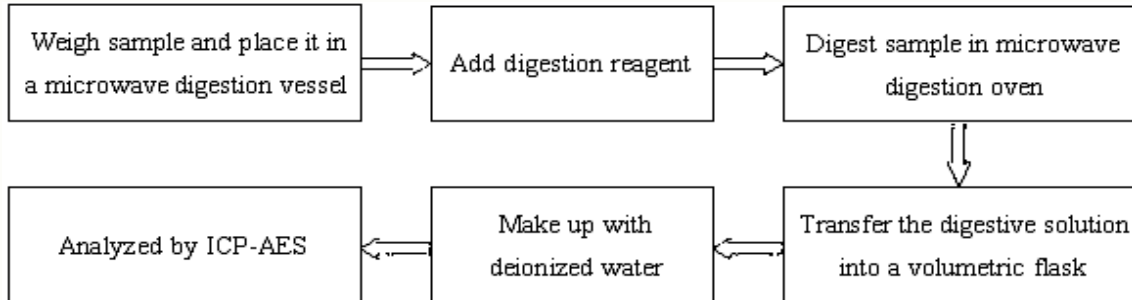 Weigh sample and place it in
a microwave digestion vessel
Add digestion reagent
Digest sample in microwave
digestion oven
Transfer the digestive solution
into a volumetric flask
Make up with
deionized water
Analyzed by ICP-AES